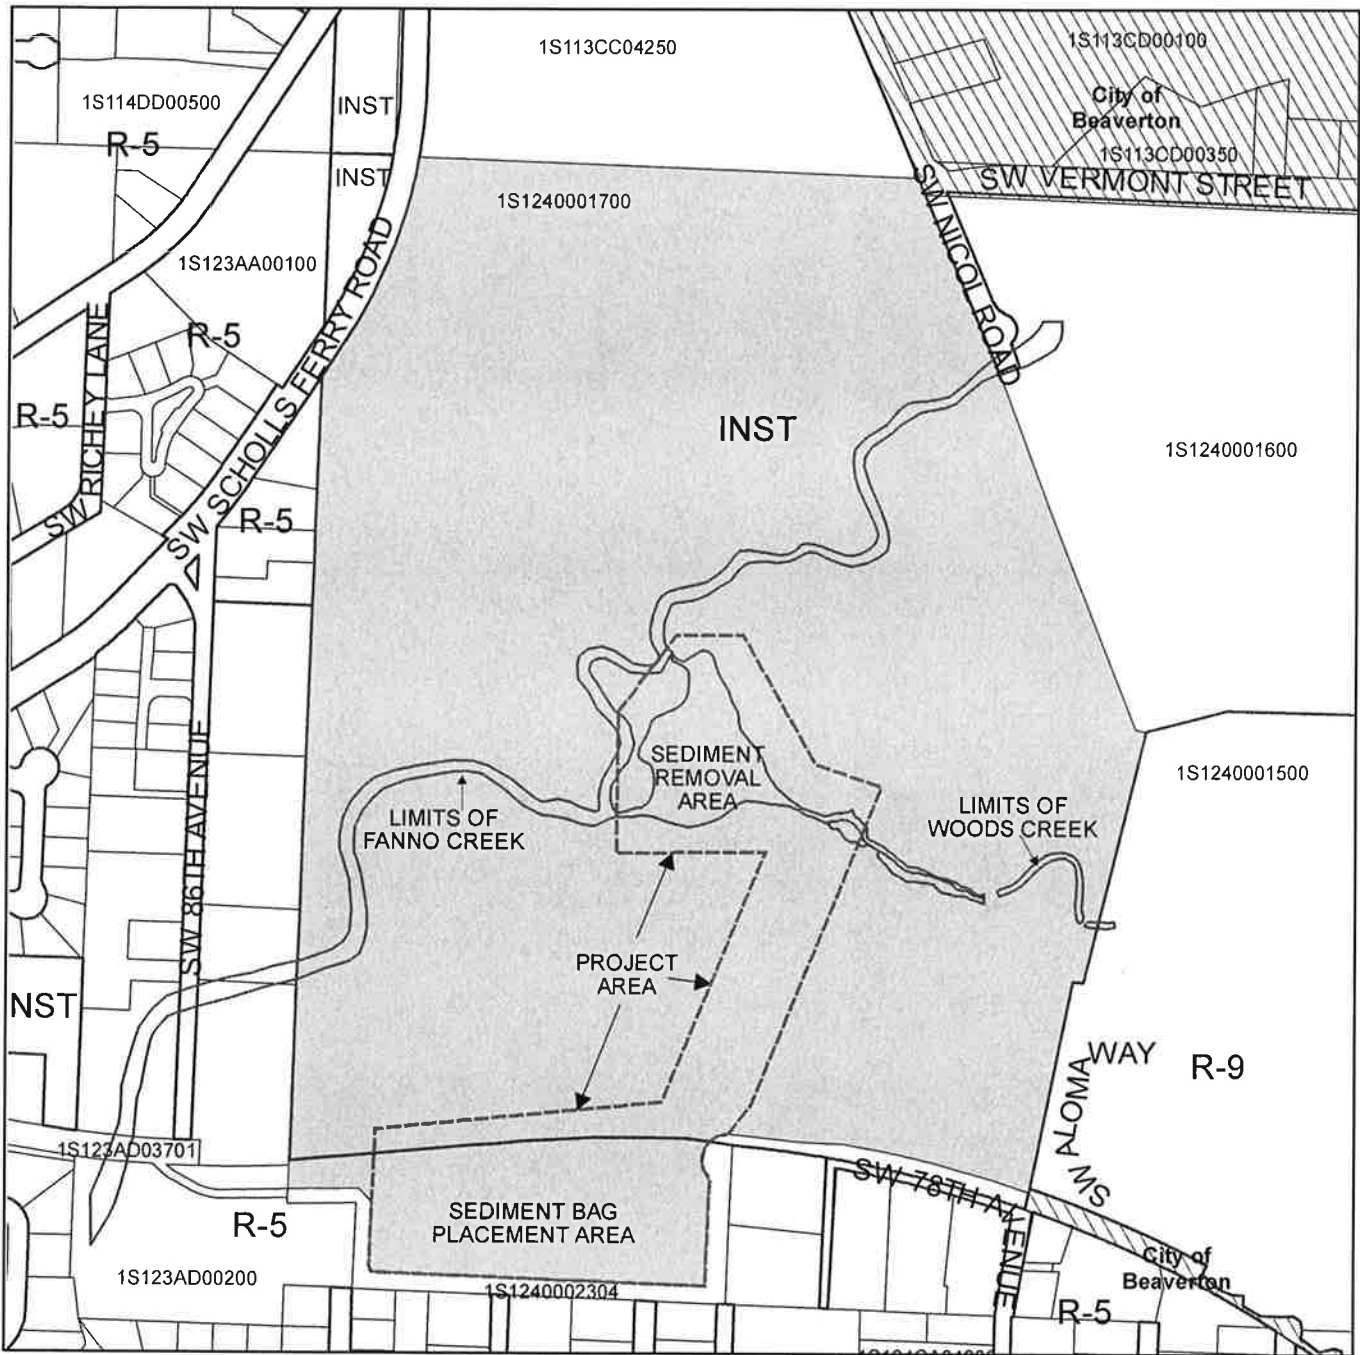 1S113CC04250
1S113CD00100
City of
Beaverton
1S114DD00500
INST
R-5
1S113CD00350
INST
SW VERMONT STREET
1S1240001700
SW NICOL ROAD
1S123AA00100
SW SCHOLLS FERRY ROAD
R-5
SW RICHEY LANE
R-5
INST
1S1240001600
R-5
SEDIMENT
REMOVAL
AREA
1S1240001500
LIMITS OF
FANNO CREEK
LIMITS OF
WOODS CREEK
SW 86TH AVENUE
PROJECT
AREA
NST
WAY
R-9
SW ALOMA
1S123AD03701
SW 78TH AVENUE
SEDIMENT BAG
PLACEMENT AREA
R-5
1S123AD00200
City of
Beaverton
1S1240002304
R-5